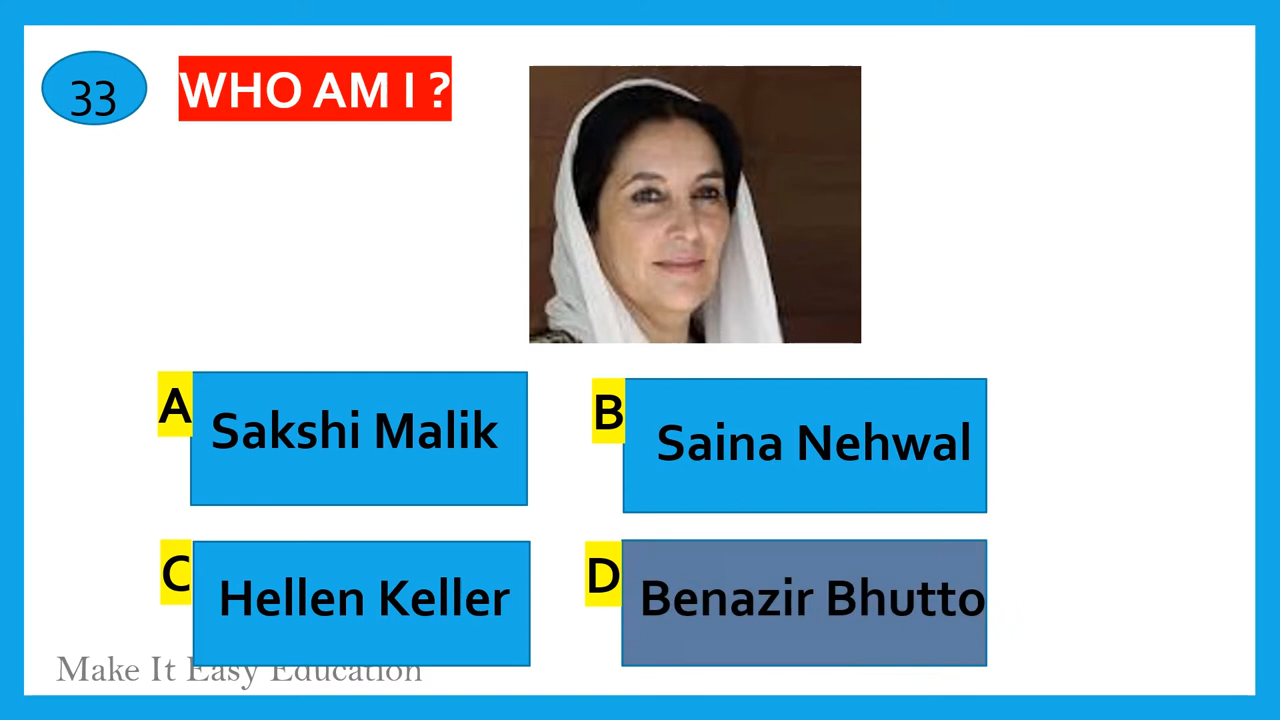 33
WHO AM I ?
A
Sakshi Malik
B
Saina Nehwal
C
Hellen Keller
D
Benazir Bhutto
Make It Easy Education